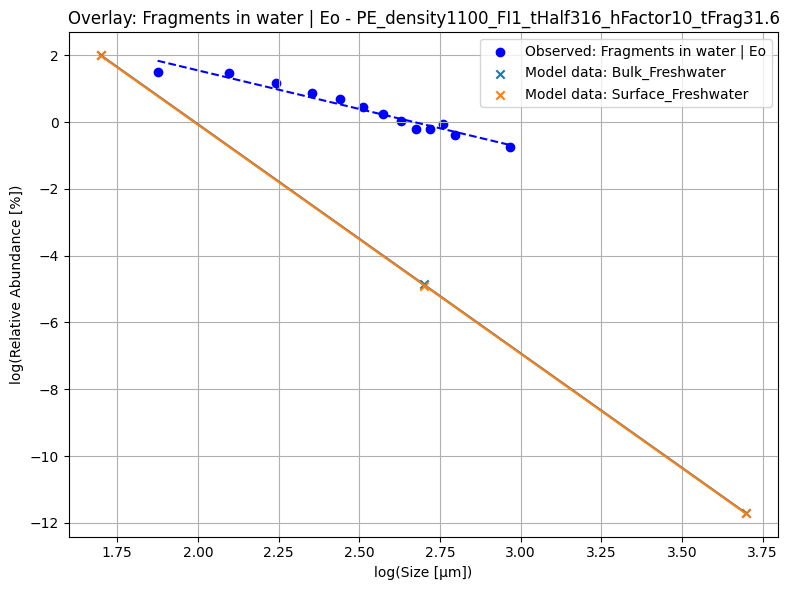 Overlay: Fragments in water | Eo - PE_density1100_FI1_tHalf316_hFactor10_tFrag31.6
Observed: Fragments in water | Eo
Model data: Bulk_Freshwater
Model data: Surface_Freshwater
log(Relative Abundance [%])
2
0
−2
−4
−6
−8
−10
−12
1.75 2.00 2.25 2.50 2.75 3.00 3.25 3.50 3.75
log(Size [μm])